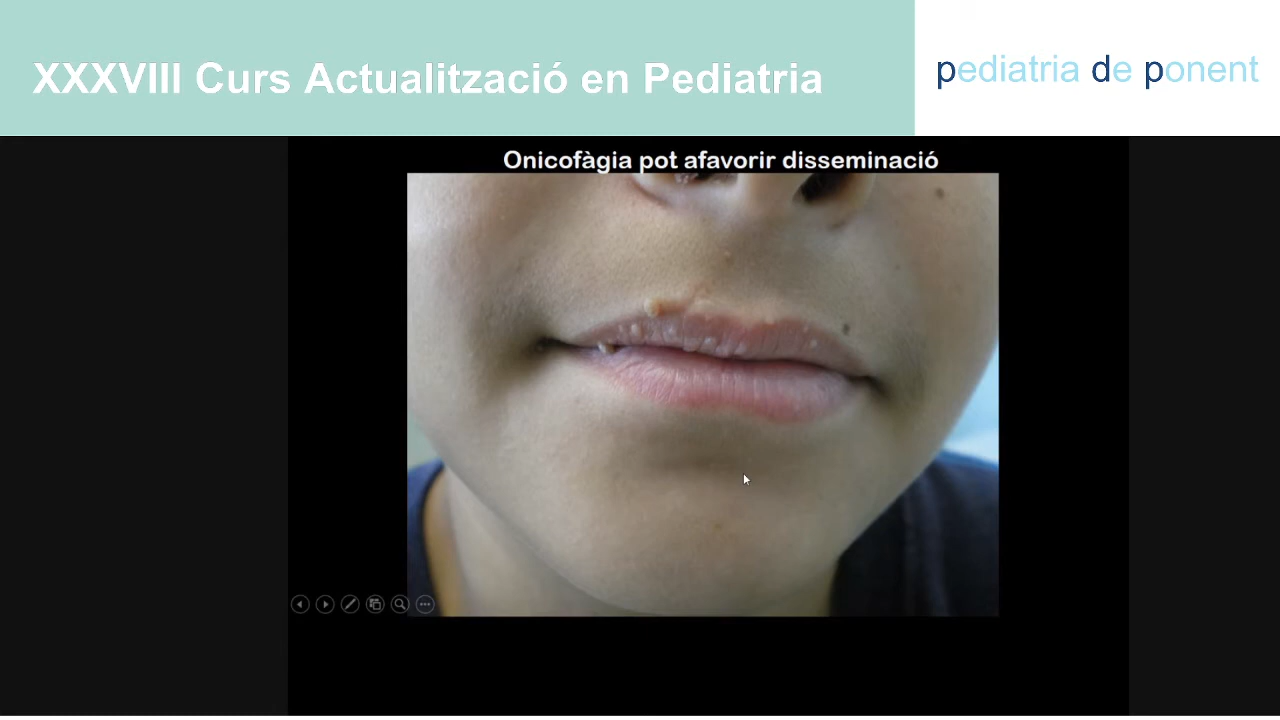 XXXVIII Curs Actualització en Pediatria
pediatria de ponent
Onicofàgia pot afavorir disseminació